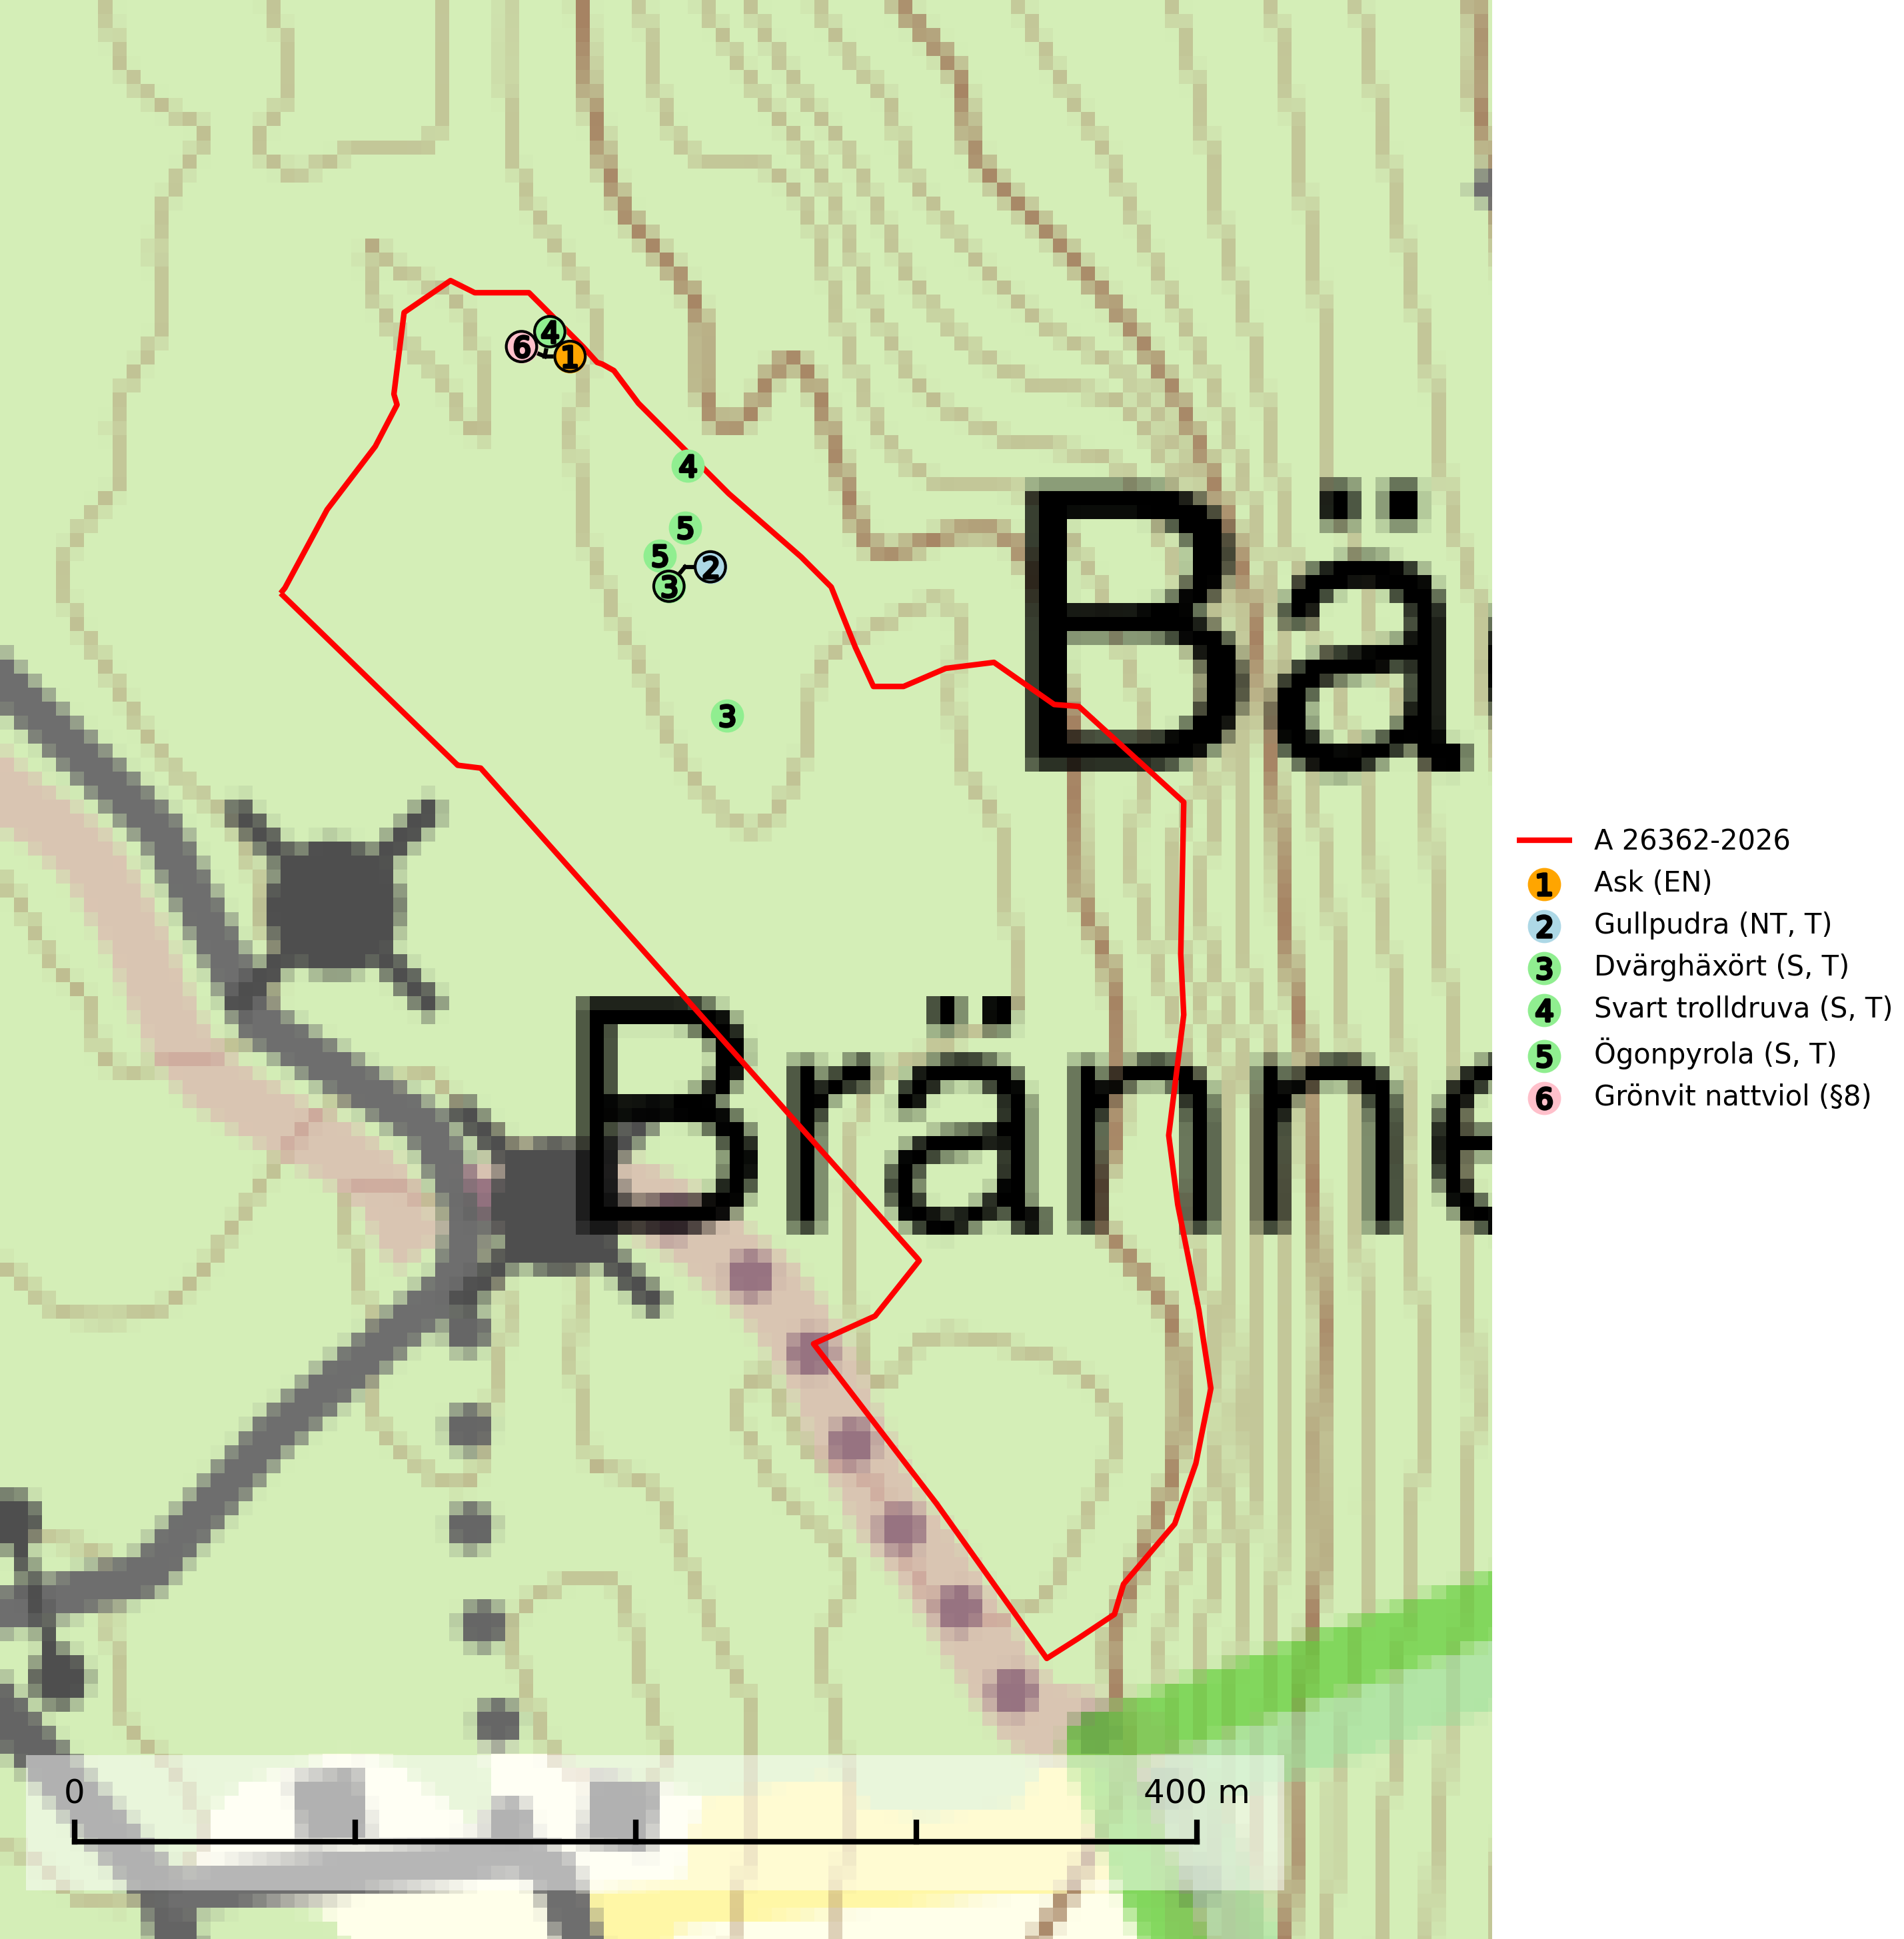 4
6
1
4
5
5
2
3
3
Bä
Bränne
0
400 m
A 26362-2026
1 Ask (EN)
2 Gullpudra (NT, T)
3 Dvärghäxört (S, T)
4 Svart trolldruva (S, T)
5 Ögonpyrola (S, T)
6 Grönvit nattviol (§8)